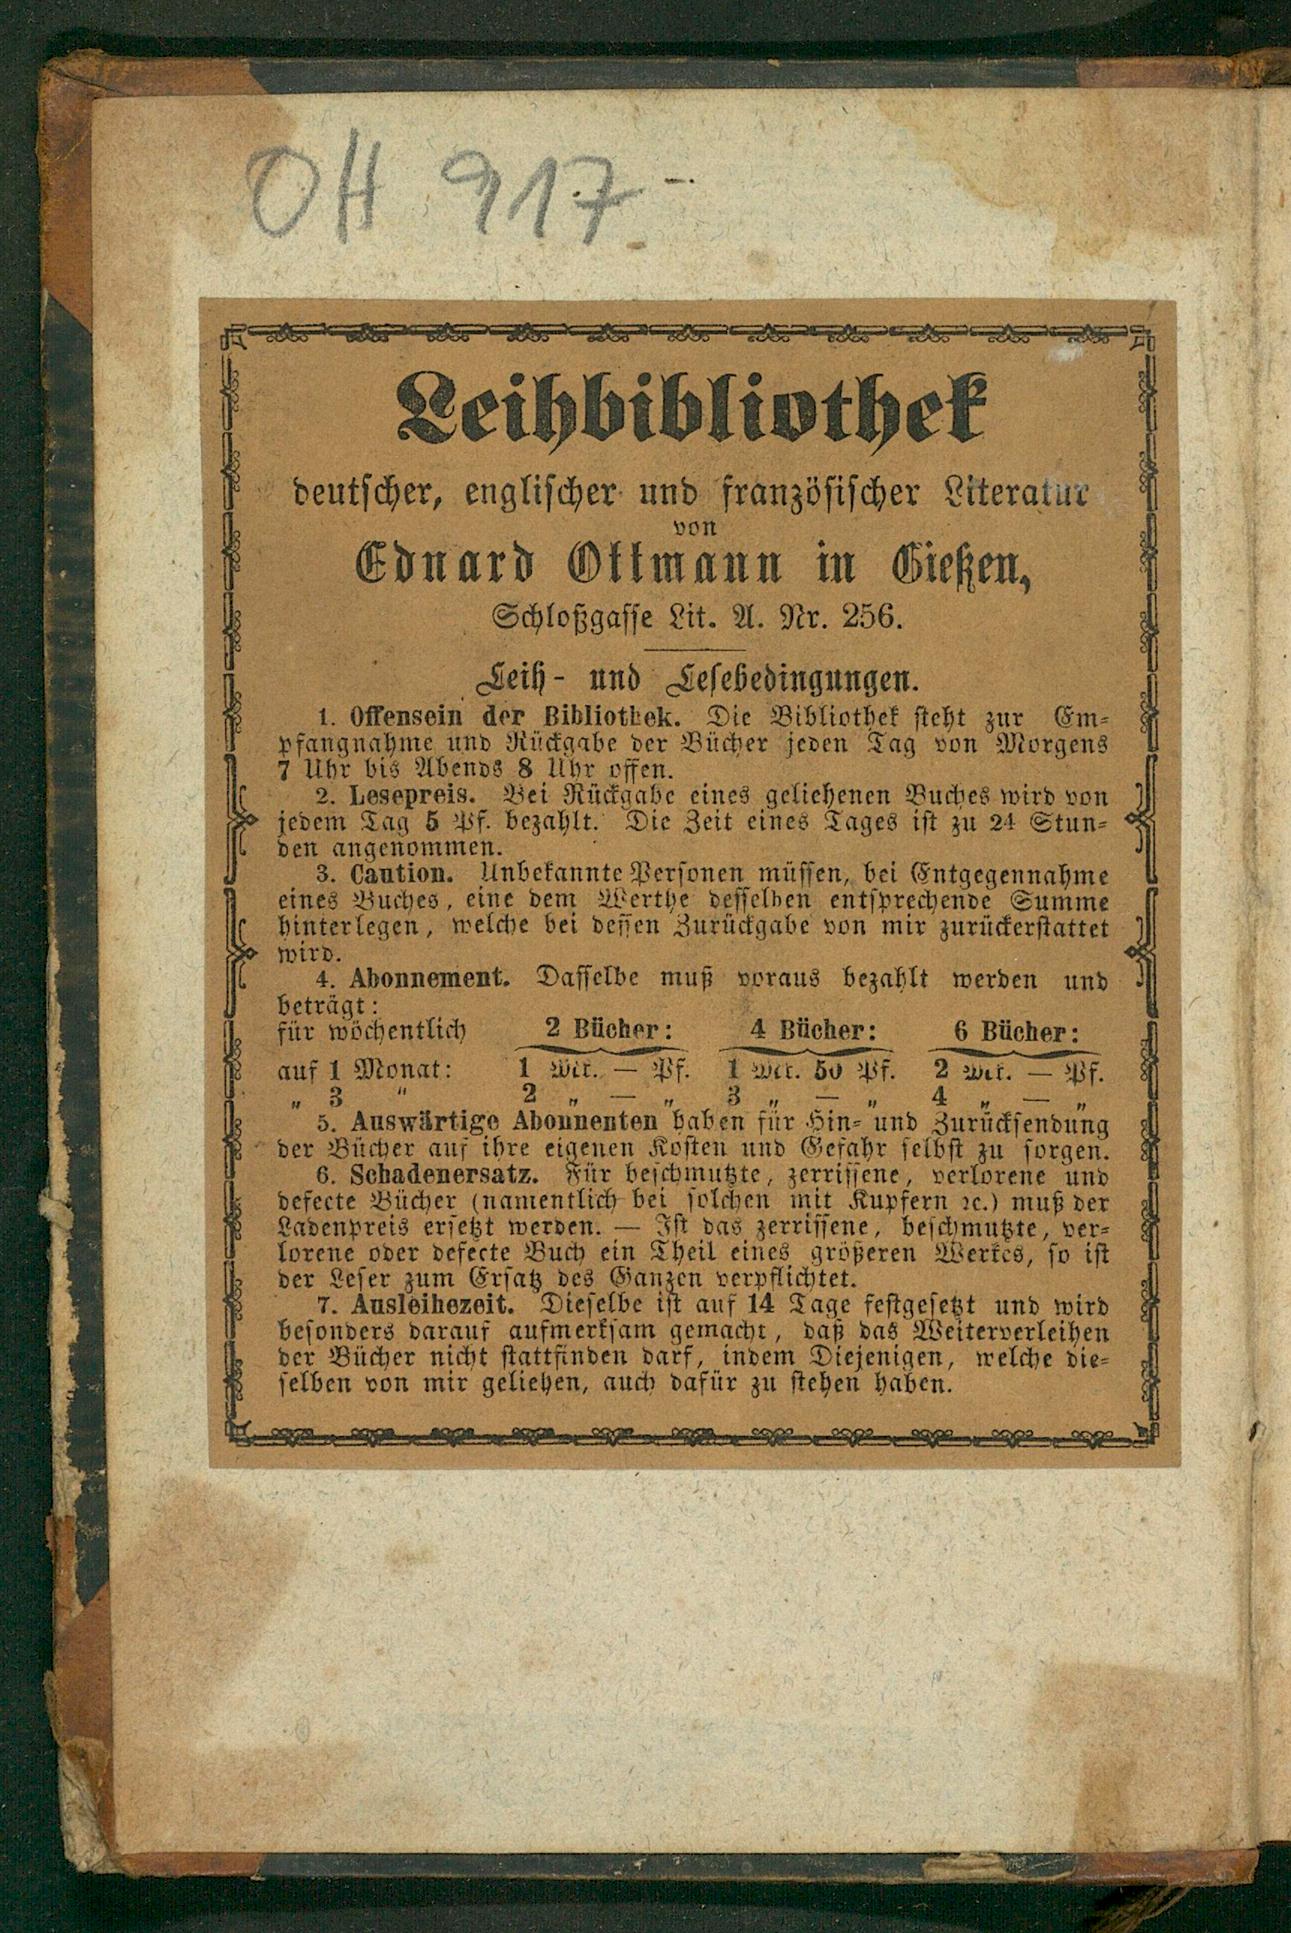 OH 917
Leihbibliothek
deutscher, englischer und französischer Literatur
von
Eduard Ottmann in Gießen,
Schloßgasse Lit. A. Nr. 256.
Leih- und Lesebedingungen.
1. Offensein der Bibliothek. Die Bibliothek steht zur Em-
pfangnahme und Rückgabe der Bücher jeden Tag von Morgens
7 Uhr bis Abends 8 Uhr offen.
2. Lesepreis. Bei Rückgabe eines geliehenen Buches wird von
jedem Tag 5 Pf. bezahlt. Die Zeit eines Tages ist zu 24 Stun-
den angenommen.
3. Caution. Unbekannte Personen müssen, bei Entgegennahme
eines Buches, eine dem Werthe desselben entsprechende Summe
hinterlegen, welche bei dessen Zurückgabe von mir zurückerstattet
wird.
4. Abonnement. Dasselbe muß voraus bezahlt werden und
beträgt:
für wöchentlich 2 Bücher: 4 Bücher: 6 Bücher:
auf 1 Monat: 1 Mk. — Pf. 1 Mk. 50 Pf. 2 Mk. — Pf.
„ 3 " 2 „ — „ 3 „ — „ 4 „ — „
5. Auswärtige Abonnenten haben für Hin- und Zurücksendung
der Bücher auf ihre eigenen Kosten und Gefahr selbst zu sorgen.
6. Schadenersatz. Für beschmutzte, zerrissene, verlorene und
defecte Bücher (namentlich bei solchen mit Kupfern ꝛc.) muß der
Ladenpreis ersetzt werden. — Ist das zerrissene, beschmutzte, ver-
lorene oder defecte Buch ein Theil eines größeren Werkes, so ist
der Leser zum Ersatz des Ganzen verpflichtet.
7. Ausleihezeit. Dieselbe ist auf 14 Tage festgesetzt und wird
besonders darauf aufmerksam gemacht, daß das Weiterverleihen
der Bücher nicht stattfinden darf, indem Diejenigen, welche die-
selben von mir geliehen, auch dafür zu stehen haben.